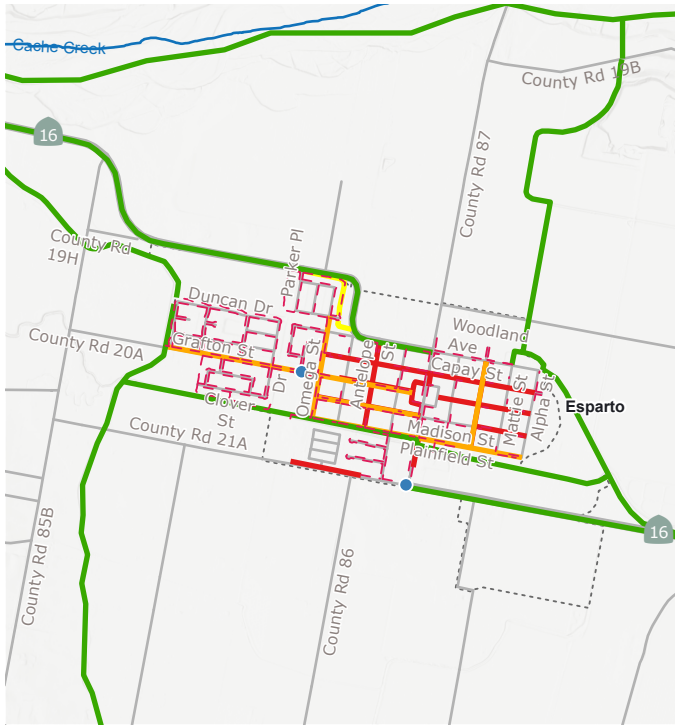 Cache Creek
County Rd 19B
16
County Rd 87
County Rd
19H
Parker Pl
Duncan Dr
Woodland
Ave
County Rd 20A
Grafton St
Omega St
Antelope
St
Capay St
Dr
Mattie St
Alpha St
Esparto
Clover
St
County Rd 21A
Madison St
Plainfield St
16
County Rd 85B
County Rd 86